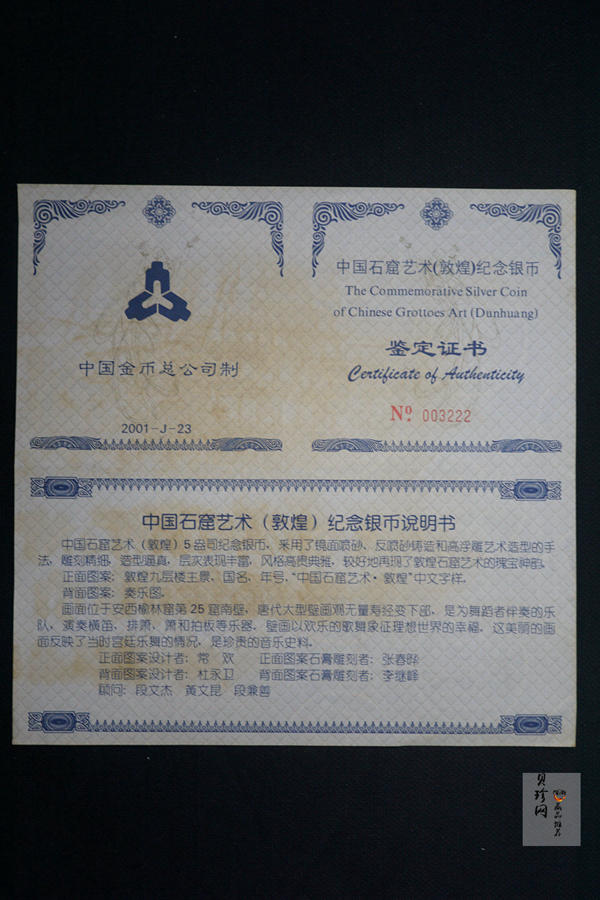 中国石窟艺术(敦煌)纪念银币
The Commemorative Silver Coin
of Chinese Grottoes Art (Dunhuang)
鉴定证书
Certificate of Authenticity
Nº. 003222
中国金币总公司制
2001-J-23
中国石窟艺术（敦煌）纪念银币说明书
中国石窟艺术（敦煌）5盎司纪念银币，采用了镜面喷砂、反喷砂铸造和高浮雕艺术造型的手
法，雕刻精细，造型逼真，层次表现丰富，风格高贵典雅，较好地再现了敦煌石窟艺术的瑰宝神韵。
正面图案：敦煌九层楼主景、国名、年号、“中国石窟艺术·敦煌”中文字样。
背面图案：奏乐图。
画面位于安西榆林窟第25窟南壁，唐代大型壁画观无量寿经变下部，是为舞蹈者伴奏的乐
队，演奏横笛、排箫、箫和拍板等乐器，壁画以欢乐的歌舞象征理想世界的幸福，这美丽的画
面反映了当时宫廷乐舞的情况，是珍贵的音乐史料。
正面图案设计者：常 欢 正面图案石膏雕刻者：张春晔
背面图案设计者：杜永卫 背面图案石膏雕刻者：李继峰
顾问：段文杰 黄文昆 段兼善
贝珍网
商品推荐